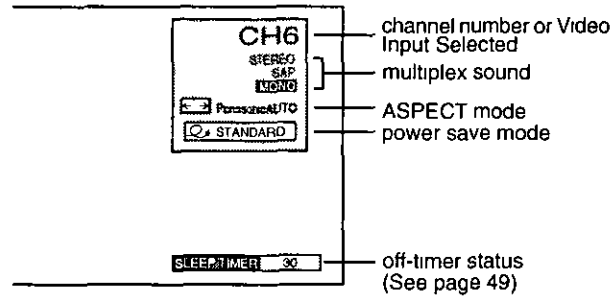 CH6
channel number or Video
Input Selected
STEREO
SAP
MONO
multiplex sound
PanasonicAUTO
ASPECT mode
STANDARD
power save mode
SLEEP TIMER 30
off-timer status
(See page 49)